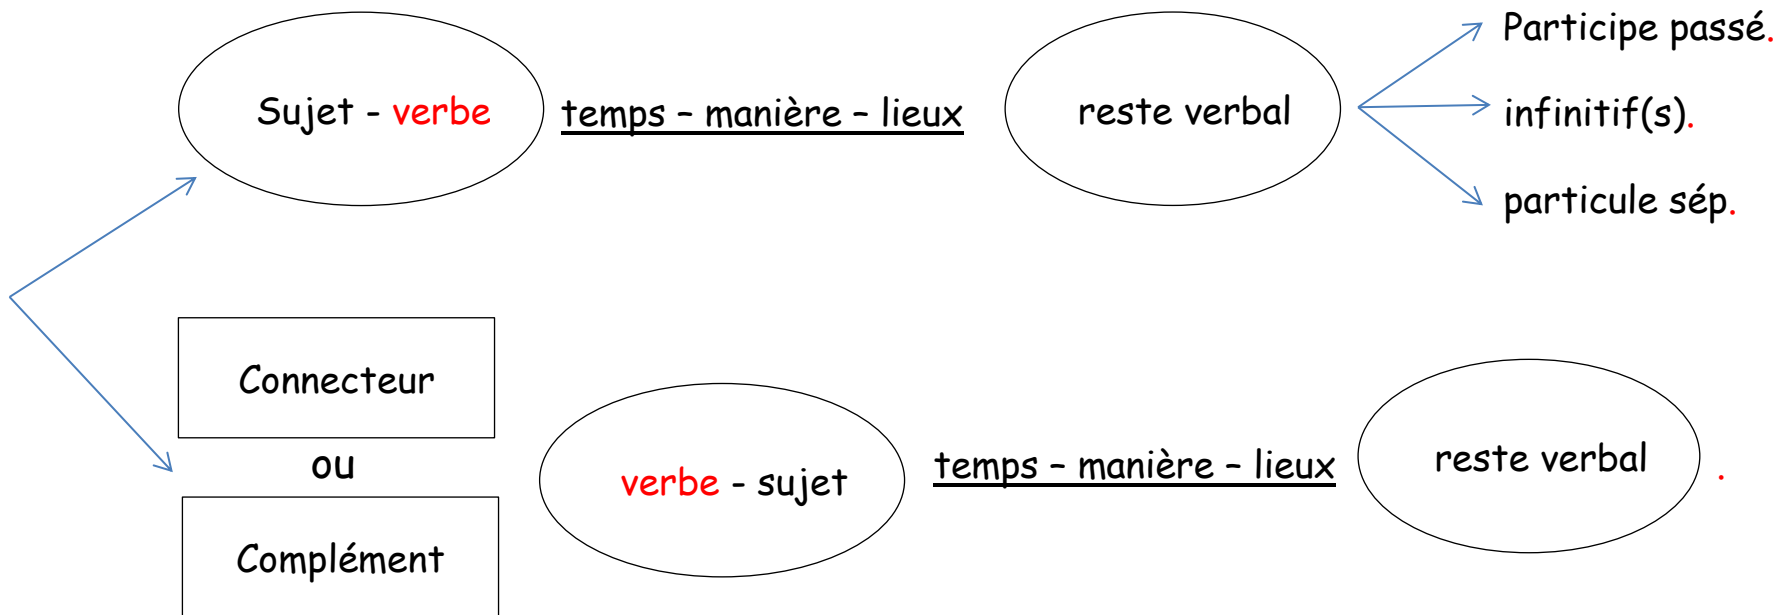 Participe passé.
Sujet - verbe temps – manière – lieux reste verbal infinitif(s).
particule sép.
Connecteur
ou
verbe - sujet temps – manière – lieux reste verbal .
Complément